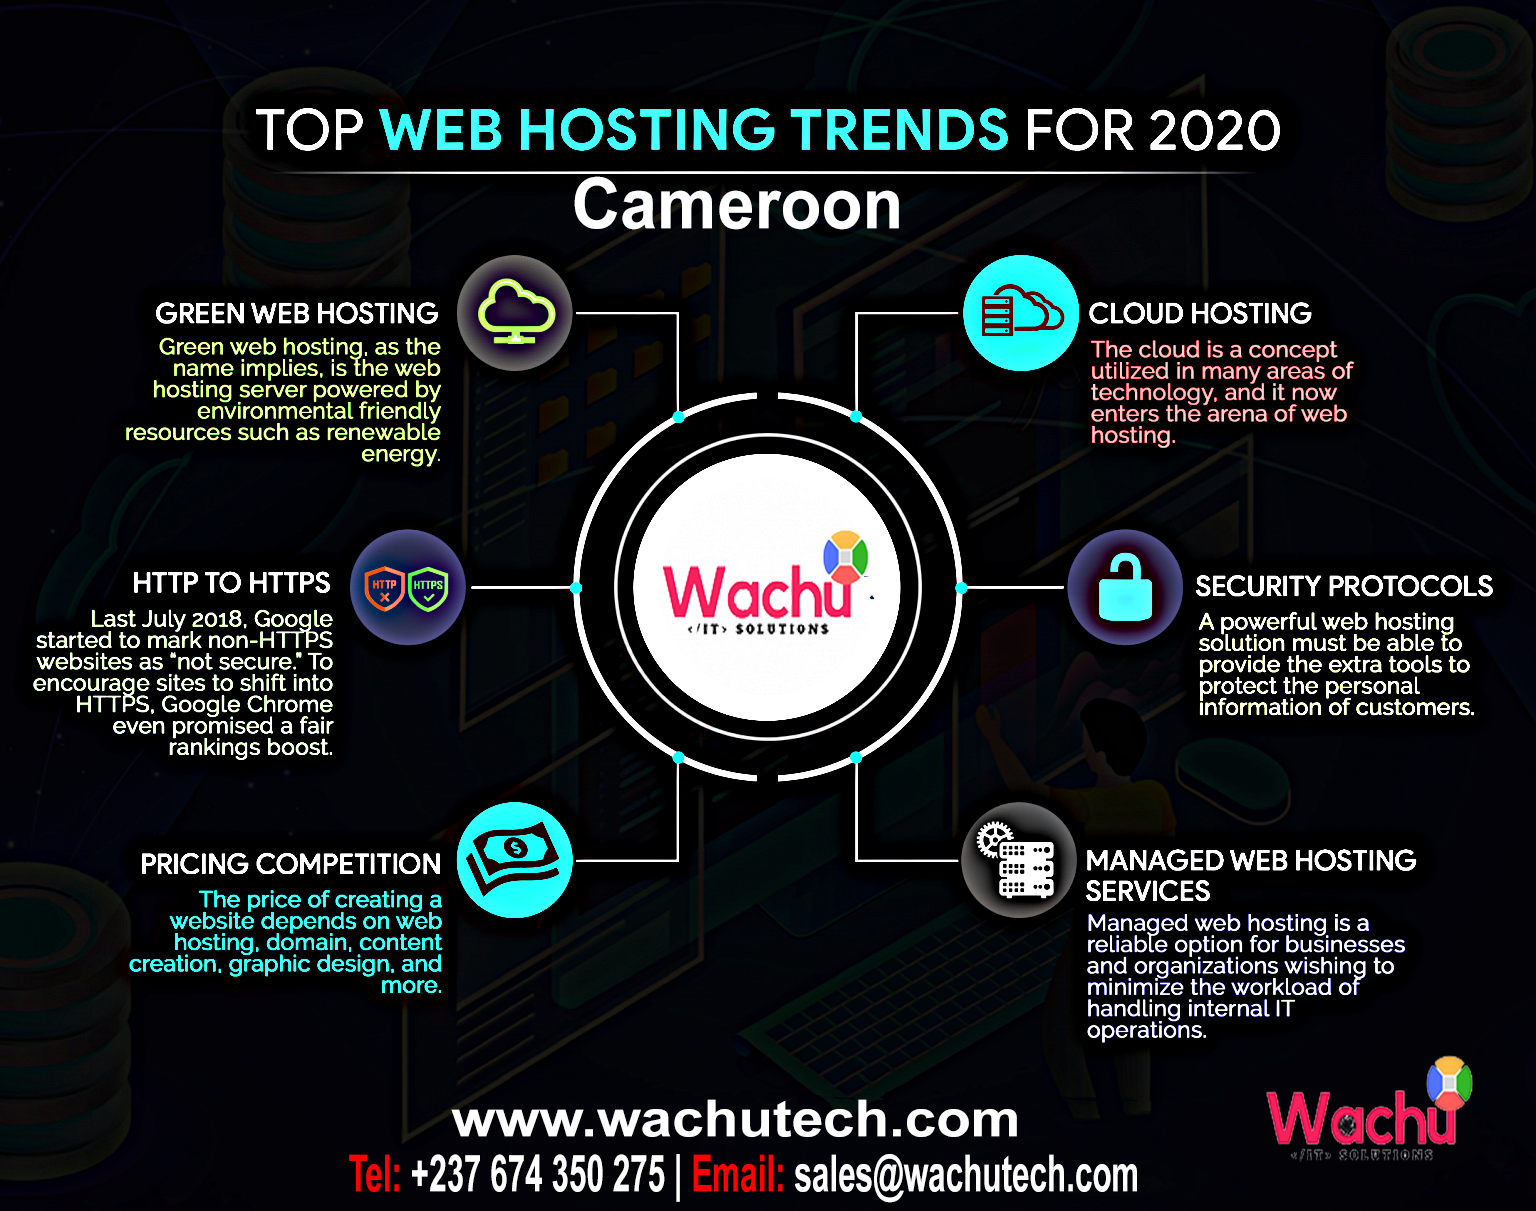 TOP WEB HOSTING TRENDS FOR 2020
Cameroon
GREEN WEB HOSTING
Green web hosting, as the
name implies, is the web
hosting server powered by
environmental friendly
resources such as renewable
energy.
CLOUD HOSTING
The cloud is a concept
utilized in many areas of
technology, and it now
enters the arena of web
hosting.
HTTP TO HTTPS
Last July 2018, Google
started to mark non-HTTPS
websites as "not secure." To
encourage sites to shift into
HTTPS, Google Chrome
even promised a fair
rankings boost.
HTTP
HTTPS
Wachu
</IT> SOLUTIONS
SECURITY PROTOCOLS
A powerful web hosting
solution must be able to
provide the extra tools to
protect the personal
information of customers.
PRICING COMPETITION
The price of creating a
website depends on web
hosting, domain, content
creation, graphic design, and
more.
$
MANAGED WEB HOSTING
SERVICES
Managed web hosting is a
reliable option for businesses
and organizations wishing to
minimize the workload of
handling internal IT
operations.
www.wachutech.com
Tel: +237 674 350 275 | Email: sales@wachutech.com
Wachu
</IT> SOLUTIONS